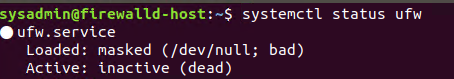 sysadmin@firewalld-host:~$ systemctl status ufw
● ufw.service
Loaded: masked (/dev/null; bad)
Active: inactive (dead)